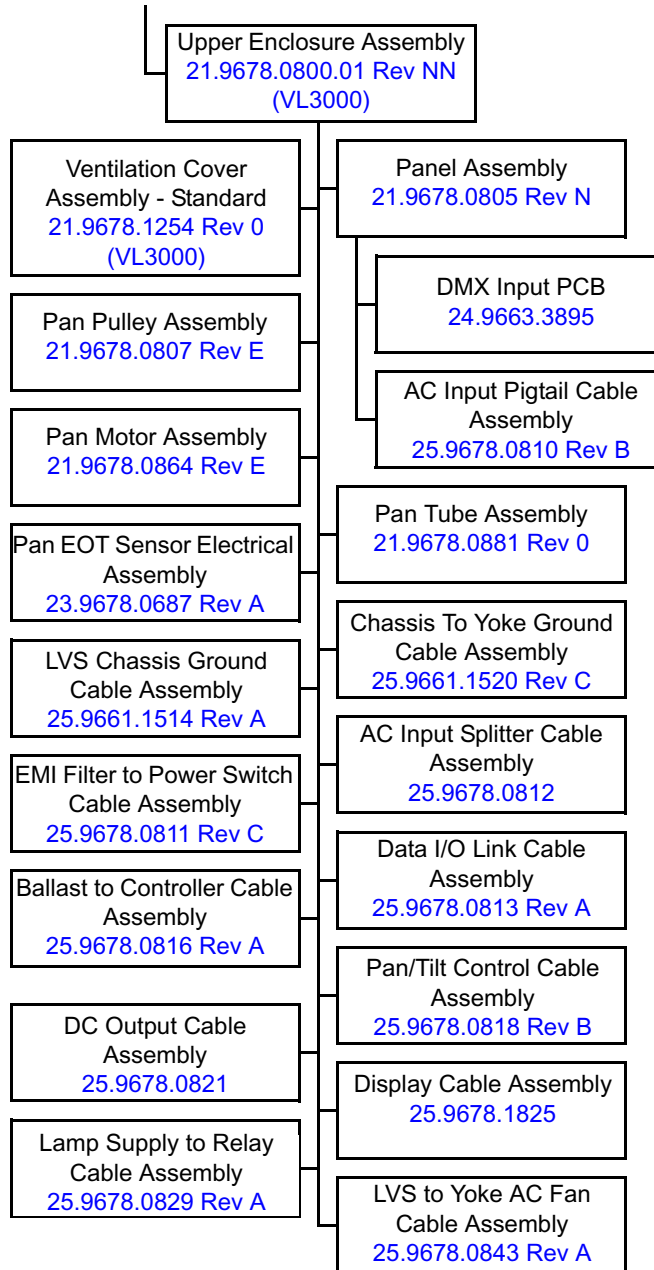 Upper Enclosure Assembly
21.9678.0800.01 Rev NN
(VL3000)
Ventilation Cover
Assembly - Standard
21.9678.1254 Rev 0
(VL3000)
Pan Pulley Assembly
21.9678.0807 Rev E
Pan Motor Assembly
21.9678.0864 Rev E
Pan EOT Sensor Electrical
Assembly
23.9678.0687 Rev A
LVS Chassis Ground
Cable Assembly
25.9661.1514 Rev A
EMI Filter to Power Switch
Cable Assembly
25.9678.0811 Rev C
Ballast to Controller Cable
Assembly
25.9678.0816 Rev A
DC Output Cable
Assembly
25.9678.0821
Lamp Supply to Relay
Cable Assembly
25.9678.0829 Rev A
Panel Assembly
21.9678.0805 Rev N
DMX Input PCB
24.9663.3895
AC Input Pigtail Cable
Assembly
25.9678.0810 Rev B
Pan Tube Assembly
21.9678.0881 Rev 0
Chassis To Yoke Ground
Cable Assembly
25.9661.1520 Rev C
AC Input Splitter Cable
Assembly
25.9678.0812
Data I/O Link Cable
Assembly
25.9678.0813 Rev A
Pan/Tilt Control Cable
Assembly
25.9678.0818 Rev B
Display Cable Assembly
25.9678.1825
LVS to Yoke AC Fan
Cable Assembly
25.9678.0843 Rev A